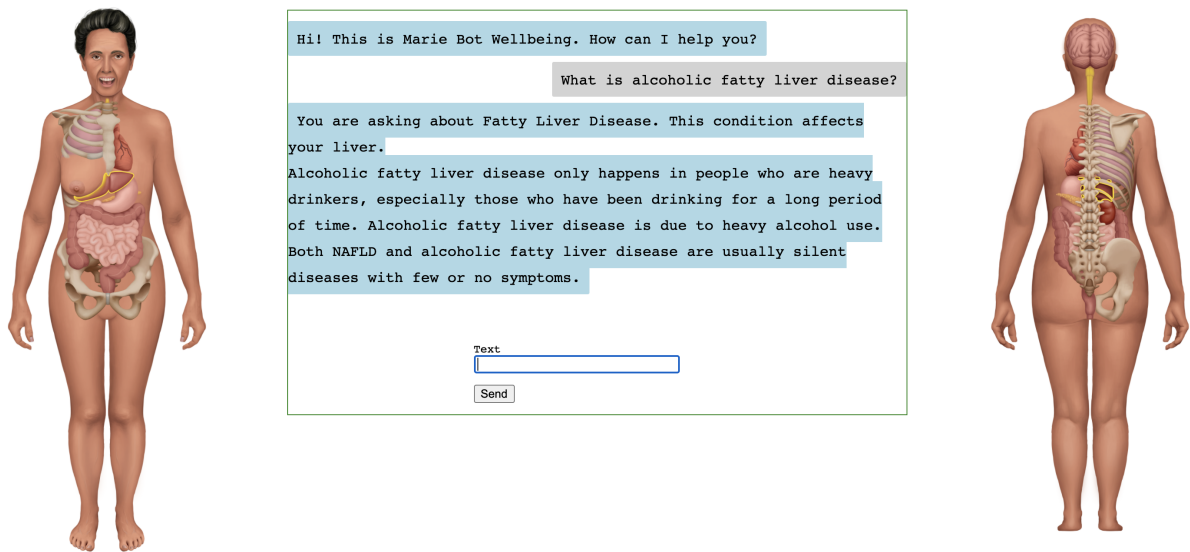 Hi! This is Marie Bot Wellbeing. How can I help you?
What is alcoholic fatty liver disease?
You are asking about Fatty Liver Disease. This condition affects
your liver.
Alcoholic fatty liver disease only happens in people who are heavy
drinkers, especially those who have been drinking for a long period
of time. Alcoholic fatty liver disease is due to heavy alcohol use.
Both NAFLD and alcoholic fatty liver disease are usually silent
diseases with few or no symptoms.
Text
Send